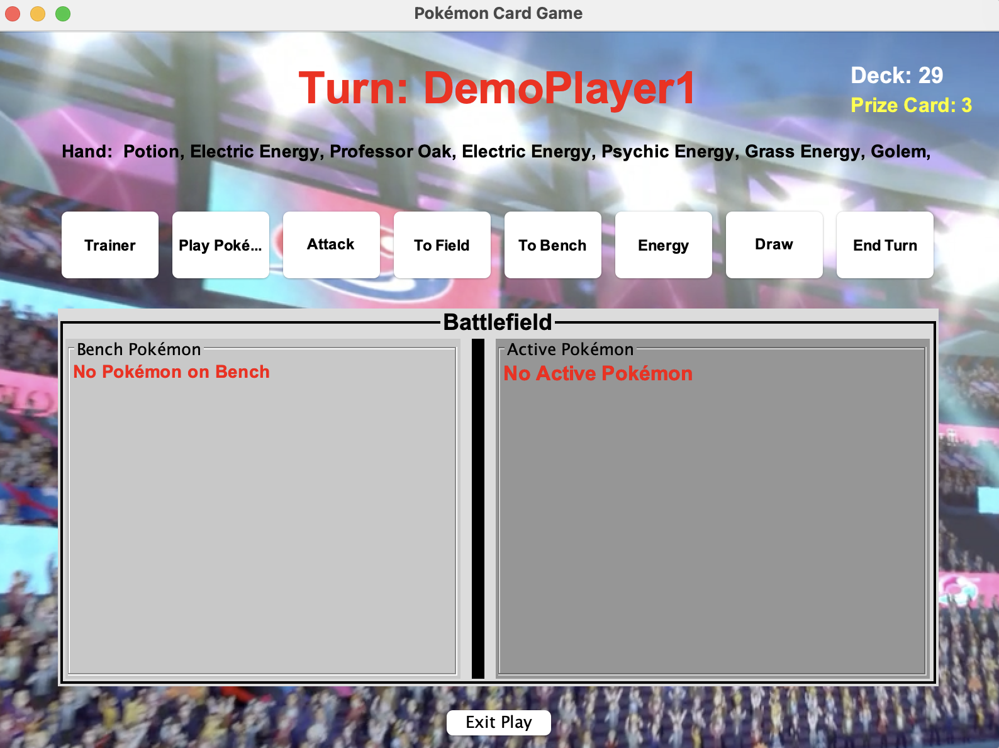 Pokémon Card Game
Turn: DemoPlayer1
Deck: 29
Prize Card: 3
Hand: Potion, Electric Energy, Professor Oak, Electric Energy, Psychic Energy, Grass Energy, Golem,
Trainer
Play Poké...
Attack
To Field
To Bench
Energy
Draw
End Turn
Battlefield
Bench Pokémon
No Pokémon on Bench
Active Pokémon
No Active Pokémon
Exit Play